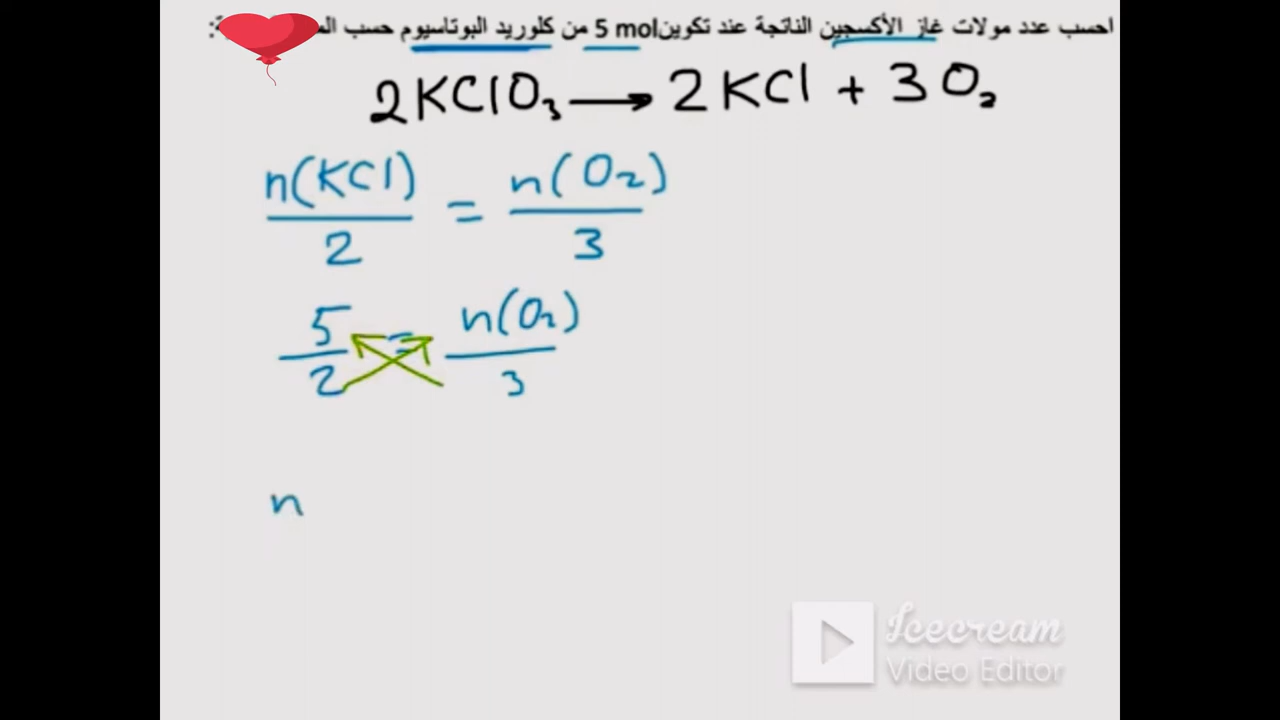 احسب عدد مولات غاز الأكسجين الناتجة عند تكوين 5 mol من كلوريد البوتاسيوم حسب :
2KClO₃ → 2KCl + 3O₂
n(KCl)/2 = n(O₂)/3
5/2 = n(O₂)/3
n
Icecream
Video Editor